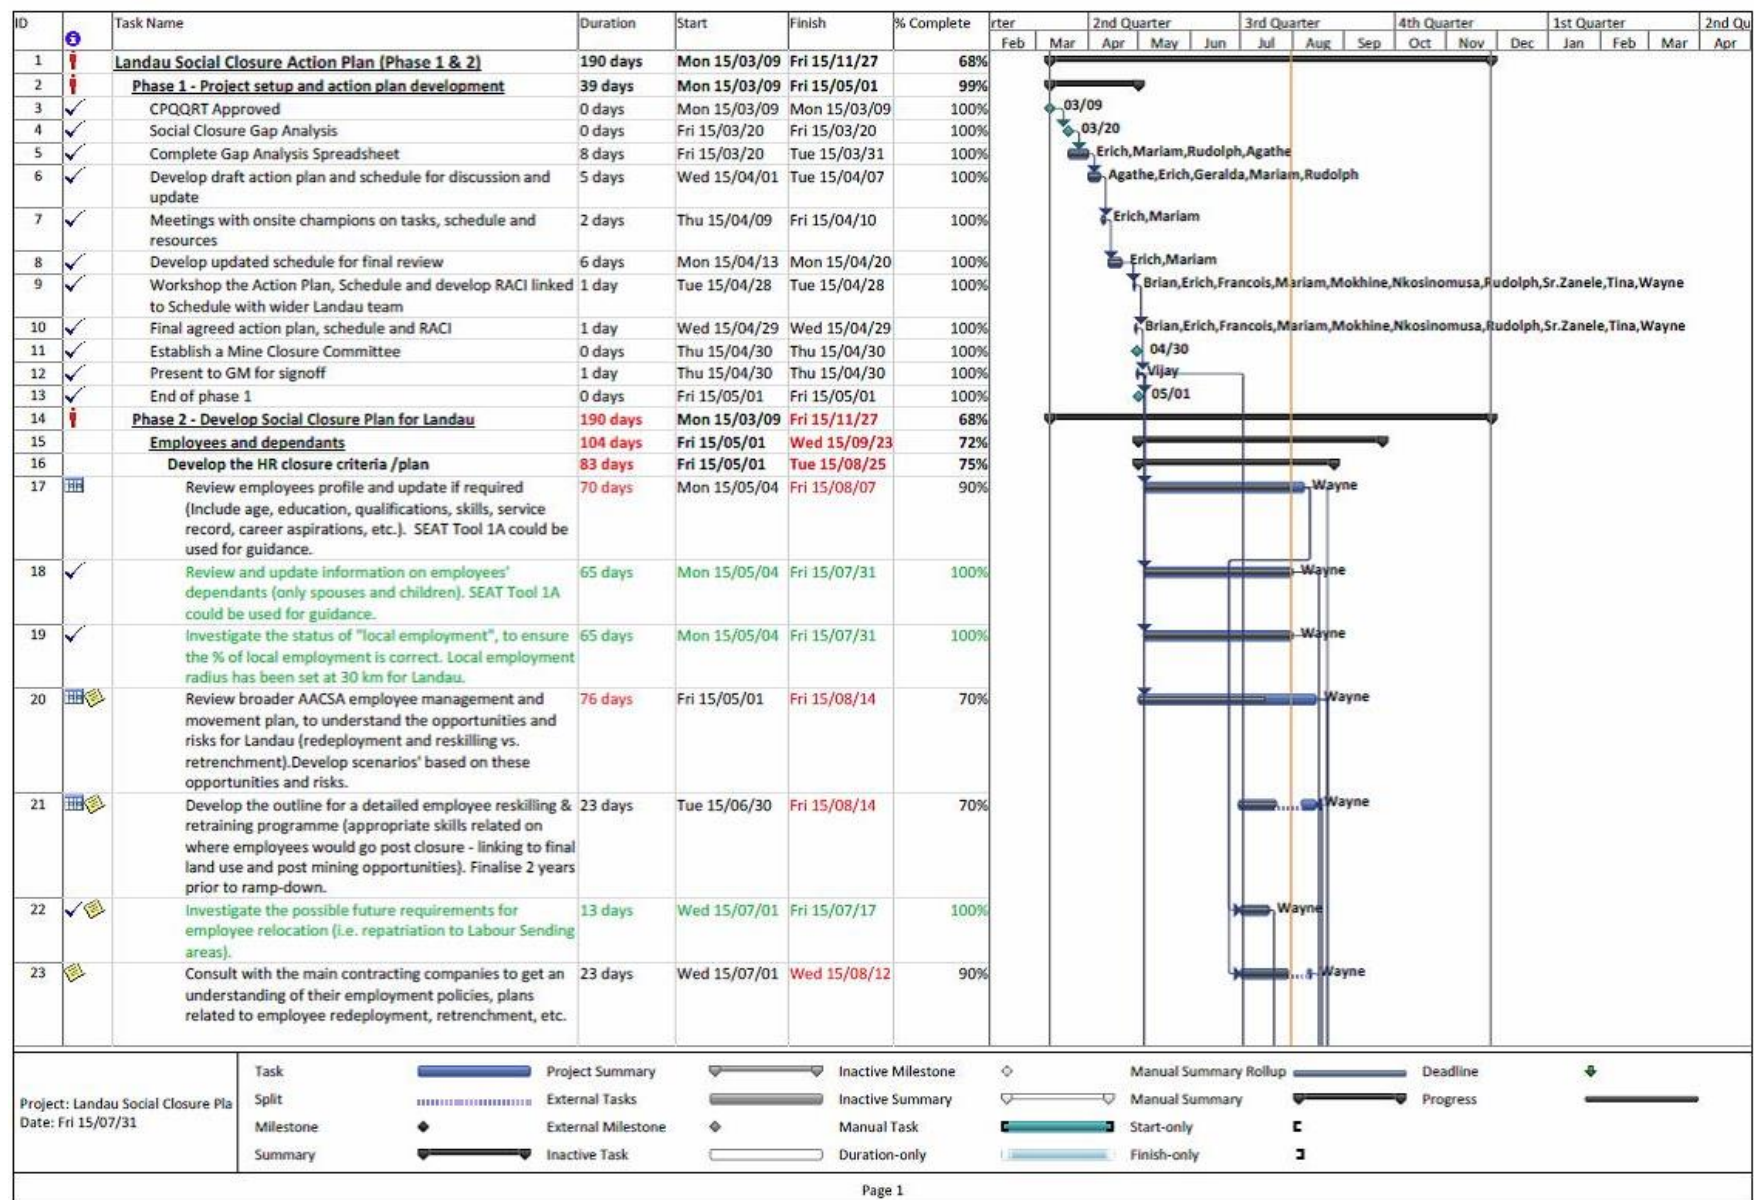 ID Task Name Duration Start Finish % Complete rter 2nd Quarter 3rd Quarter 4th Quarter 1st Quarter 2nd Qu
Feb Mar Apr May Jun Jul Aug Sep Oct Nov Dec Jan Feb Mar Apr
1 Landau Social Closure Action Plan (Phase 1 & 2) 190 days Mon 15/03/09 Fri 15/11/27 68%
2 Phase 1 - Project setup and action plan development 39 days Mon 15/03/09 Fri 15/05/01 99%
3 CPQQRT Approved 0 days Mon 15/03/09 Mon 15/03/09 100% 03/09
4 Social Closure Gap Analysis 0 days Fri 15/03/20 Fri 15/03/20 100% 03/20
5 Complete Gap Analysis Spreadsheet 8 days Fri 15/03/20 Tue 15/03/31 100% Erich,Mariam,Rudolph,Agathe
6 Develop draft action plan and schedule for discussion and 5 days Wed 15/04/01 Tue 15/04/07 100% Agathe,Erich,Geralda,Mariam,Rudolph
update
7 Meetings with onsite champions on tasks, schedule and 2 days Thu 15/04/09 Fri 15/04/10 100% Erich,Mariam
resources
8 Develop updated schedule for final review 6 days Mon 15/04/13 Mon 15/04/20 100% Erich,Mariam
9 Workshop the Action Plan, Schedule and develop RACI linked 1 day Tue 15/04/28 Tue 15/04/28 100% Brian,Erich,Francois,Mariam,Mokhine,Nkosinomusa,Rudolph,Sr.Zanele,Tina,Wayne
to Schedule with wider Landau team
10 Final agreed action plan, schedule and RACI 1 day Wed 15/04/29 Wed 15/04/29 100% Brian,Erich,Francois,Mariam,Mokhine,Nkosinomusa,Rudolph,Sr.Zanele,Tina,Wayne
11 Establish a Mine Closure Committee 0 days Thu 15/04/30 Thu 15/04/30 100% 04/30
12 Present to GM for signoff 1 day Thu 15/04/30 Thu 15/04/30 100% Vijay
13 End of phase 1 0 days Fri 15/05/01 Fri 15/05/01 100% 05/01
14 Phase 2 - Develop Social Closure Plan for Landau 190 days Mon 15/03/09 Fri 15/11/27 68%
15 Employees and dependants 104 days Fri 15/05/01 Wed 15/09/23 72%
16 Develop the HR closure criteria /plan 83 days Fri 15/05/01 Tue 15/08/25 75%
17 Review employees profile and update if required 70 days Mon 15/05/04 Fri 15/08/07 90% Wayne
(Include age, education, qualifications, skills, service
record, career aspirations, etc.). SEAT Tool 1A could be
used for guidance.
18 Review and update information on employees' 65 days Mon 15/05/04 Fri 15/07/31 100% Wayne
dependants (only spouses and children). SEAT Tool 1A
could be used for guidance.
19 Investigate the status of "local employment", to ensure 65 days Mon 15/05/04 Fri 15/07/31 100% Wayne
the % of local employment is correct. Local employment
radius has been set at 30 km for Landau.
20 Review broader AACSA employee management and 76 days Fri 15/05/01 Fri 15/08/14 70% Wayne
movement plan, to understand the opportunities and
risks for Landau (redeployment and reskilling vs.
retrenchment).Develop scenarios' based on these
opportunities and risks.
21 Develop the outline for a detailed employee reskilling & 23 days Tue 15/06/30 Fri 15/08/14 70% Wayne
retraining programme (appropriate skills related on
where employees would go post closure - linking to final
land use and post mining opportunities). Finalise 2 years
prior to ramp-down.
22 Investigate the possible future requirements for 13 days Wed 15/07/01 Fri 15/07/17 100% Wayne
employee relocation (i.e. repatriation to Labour Sending
areas).
23 Consult with the main contracting companies to get an 23 days Wed 15/07/01 Wed 15/08/12 90% Wayne
understanding of their employment policies, plans
related to employee redeployment, retrenchment, etc.
Project: Landau Social Closure Pla
Date: Fri 15/07/31
Task Project Summary Inactive Milestone Manual Summary Rollup Deadline
Split External Tasks Inactive Summary Manual Summary Progress
Milestone External Milestone Manual Task Start-only
Summary Inactive Task Duration-only Finish-only
Page 1